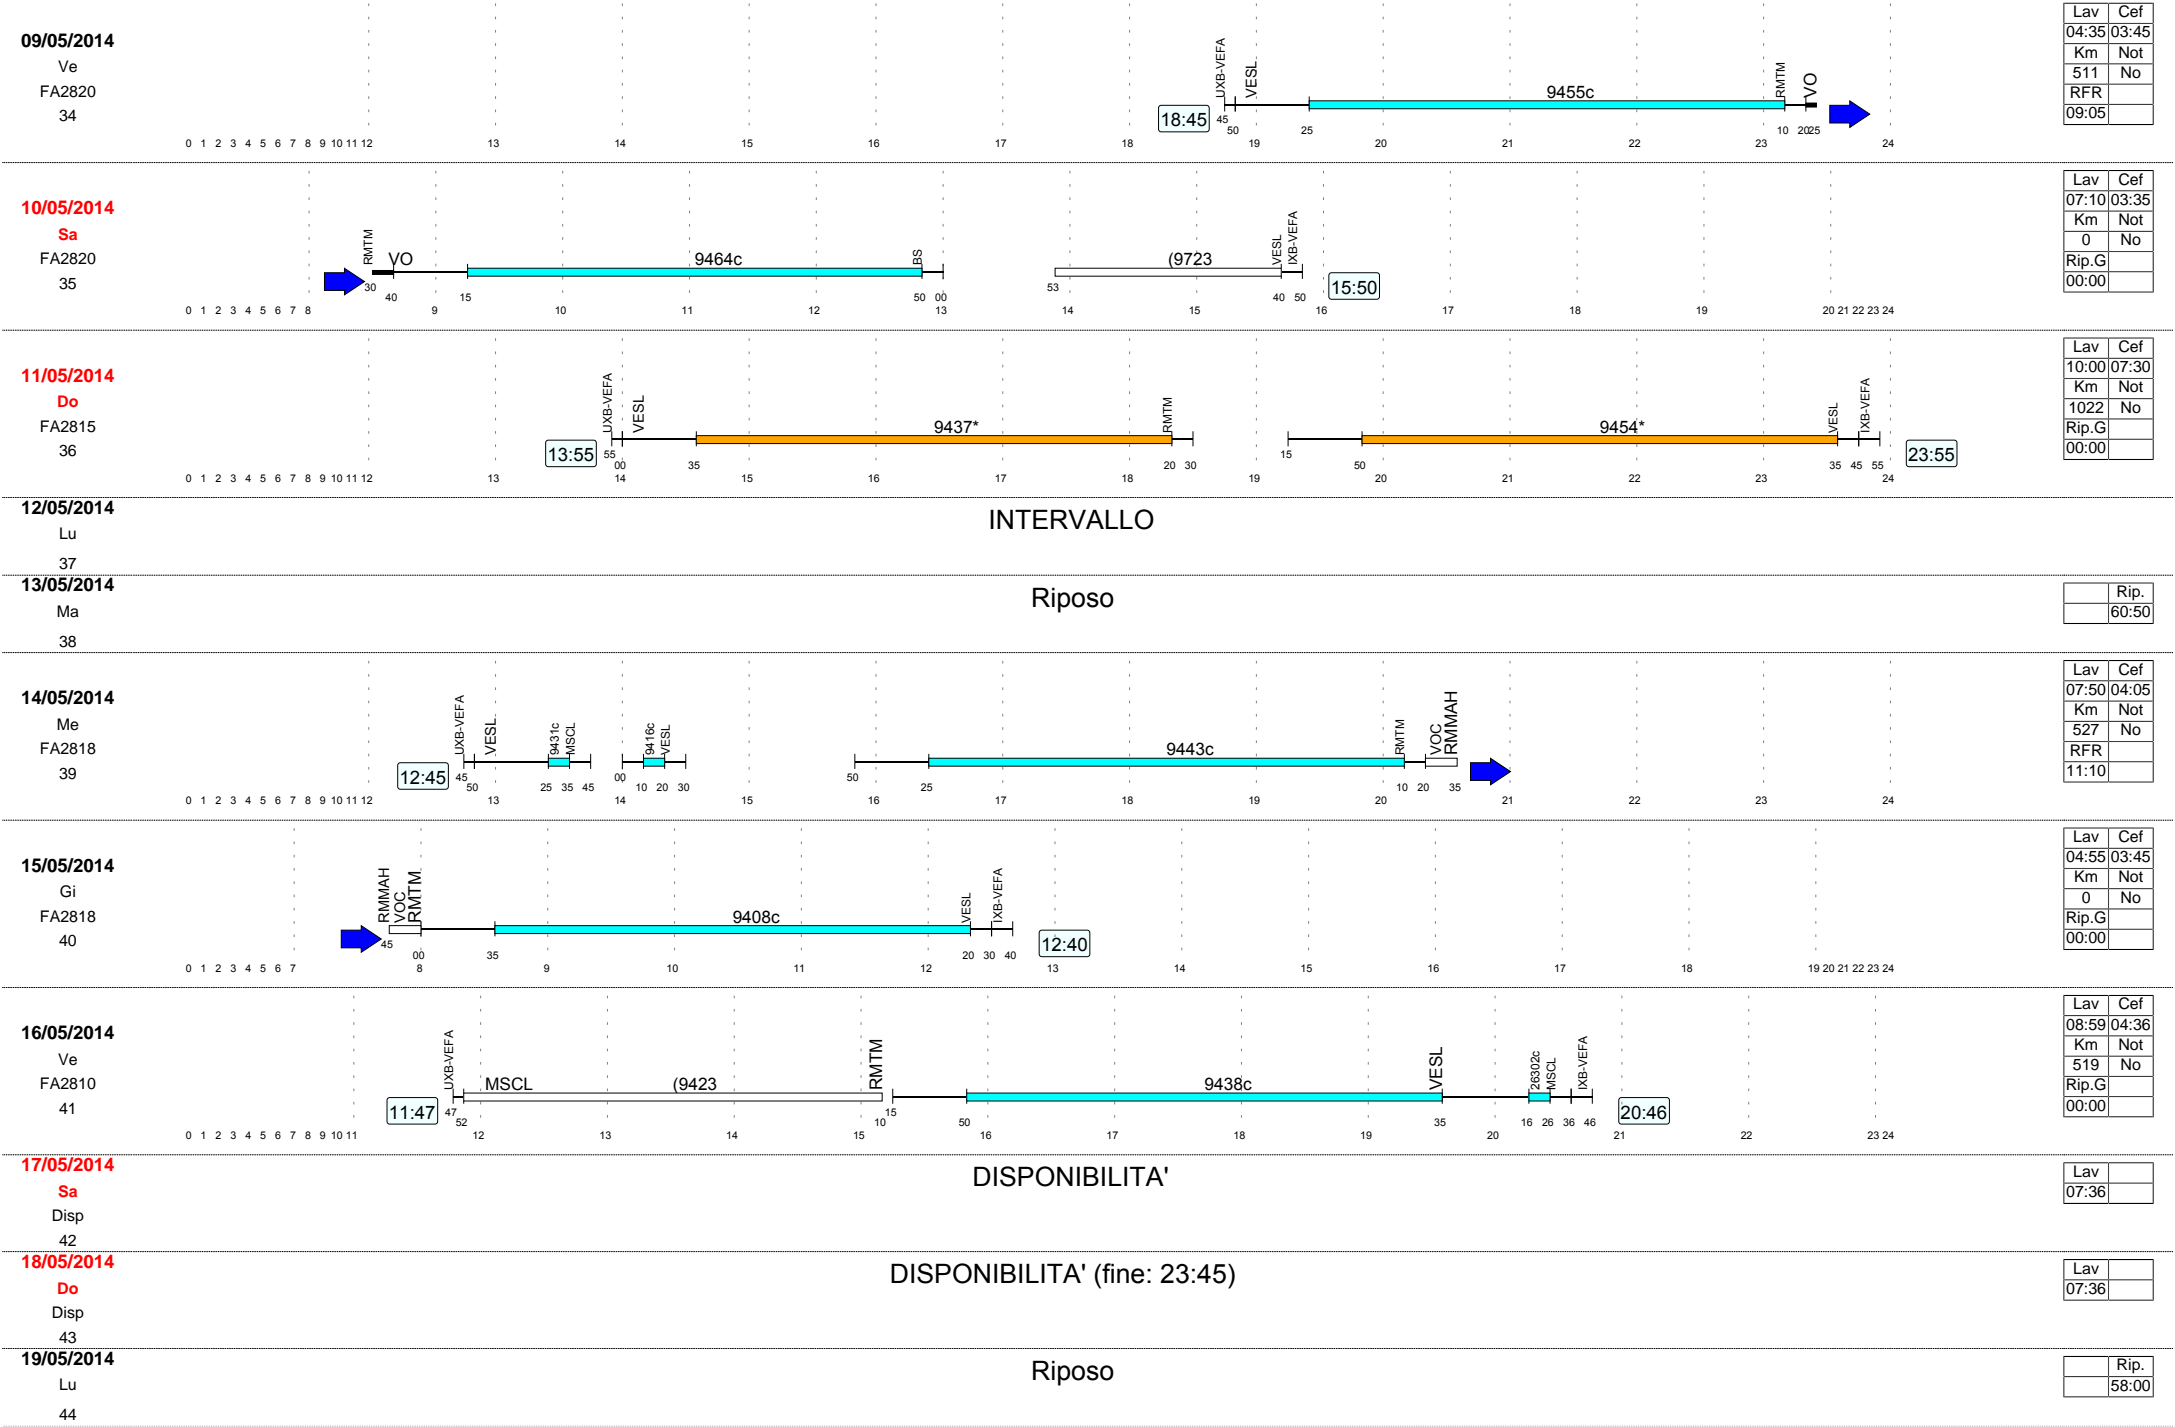 09/05/2014
Ve
FA2820
34
UXB-VEFA
VESL
9455c
RMTM
VO
18:45
45 50 25 10 20 25
0 1 2 3 4 5 6 7 8 9 10 11 12 13 14 15 16 17 18 19 20 21 22 23 24
Lav Cef
04:35 03:45
Km Not
511 No
RFR
09:05
10/05/2014
Sa
FA2820
35
RMTM
VO
9464c
BS
(9723
VESL
IXB-VEFA
15:50
30 40 15 50 00 53 40 50
0 1 2 3 4 5 6 7 8 9 10 11 12 13 14 15 16 17 18 19 20 21 22 23 24
Lav Cef
07:10 03:35
Km Not
0 No
Rip.G
00:00
11/05/2014
Do
FA2815
36
UXB-VEFA
VESL
9437*
RMTM
9454*
VESL
IXB-VEFA
13:55
23:55
55 00 35 20 30 15 50 35 45 55
0 1 2 3 4 5 6 7 8 9 10 11 12 13 14 15 16 17 18 19 20 21 22 23 24
Lav Cef
10:00 07:30
Km Not
1022 No
Rip.G
00:00
12/05/2014
Lu
37
INTERVALLO
13/05/2014
Ma
38
Riposo
Rip.
60:50
14/05/2014
Me
FA2818
39
UXB-VEFA
VESL
9431c
MSCL
9416c
VESL
9443c
RMTM
VOC
RMMAH
12:45
45 50 25 35 45 00 10 20 30 50 25 10 20 35
0 1 2 3 4 5 6 7 8 9 10 11 12 13 14 15 16 17 18 19 20 21 22 23 24
Lav Cef
07:50 04:05
Km Not
527 No
RFR
11:10
15/05/2014
Gi
FA2818
40
RMMAH
VOC
RMTM
9408c
VESL
IXB-VEFA
12:40
45 00 35 20 30 40
0 1 2 3 4 5 6 7 8 9 10 11 12 13 14 15 16 17 18 19 20 21 22 23 24
Lav Cef
04:55 03:45
Km Not
0 No
Rip.G
00:00
16/05/2014
Ve
FA2810
41
UXB-VEFA
MSCL
(9423
RMTM
9438c
VESL
26302c
MSCL
IXB-VEFA
11:47
20:46
47 52 10 15 50 35 16 26 36 46
0 1 2 3 4 5 6 7 8 9 10 11 12 13 14 15 16 17 18 19 20 21 22 23 24
Lav Cef
08:59 04:36
Km Not
519 No
Rip.G
00:00
17/05/2014
Sa
Disp
42
DISPONIBILITA'
Lav
07:36
18/05/2014
Do
Disp
43
DISPONIBILITA' (fine: 23:45)
Lav
07:36
19/05/2014
Lu
44
Riposo
Rip.
58:00